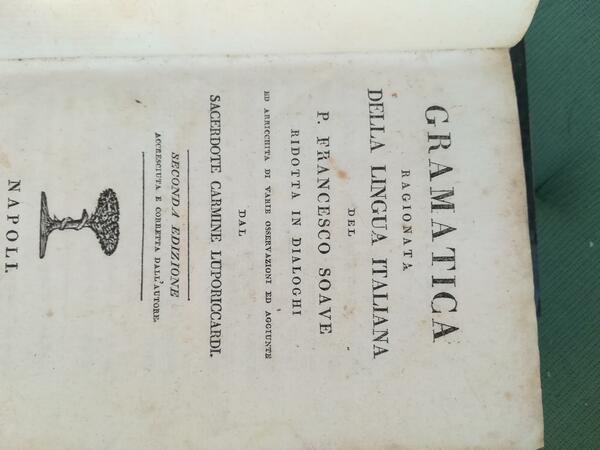 GRAMATICA
RAGIONATA
DELLA LINGUA ITALIANA
DEL
P. FRANCESCO SOAVE
RIDOTTA IN DIALOGHI
ED ARRICCHITA DI VARIE OSSERVAZIONI ED AGGIUNTE
DAL
SACERDOTE CARMINE LUPORICCARDI.
SECONDA EDIZIONE
ACCRESCIUTA E CORRETTA DALL'AUTORE.
NAPOLI.